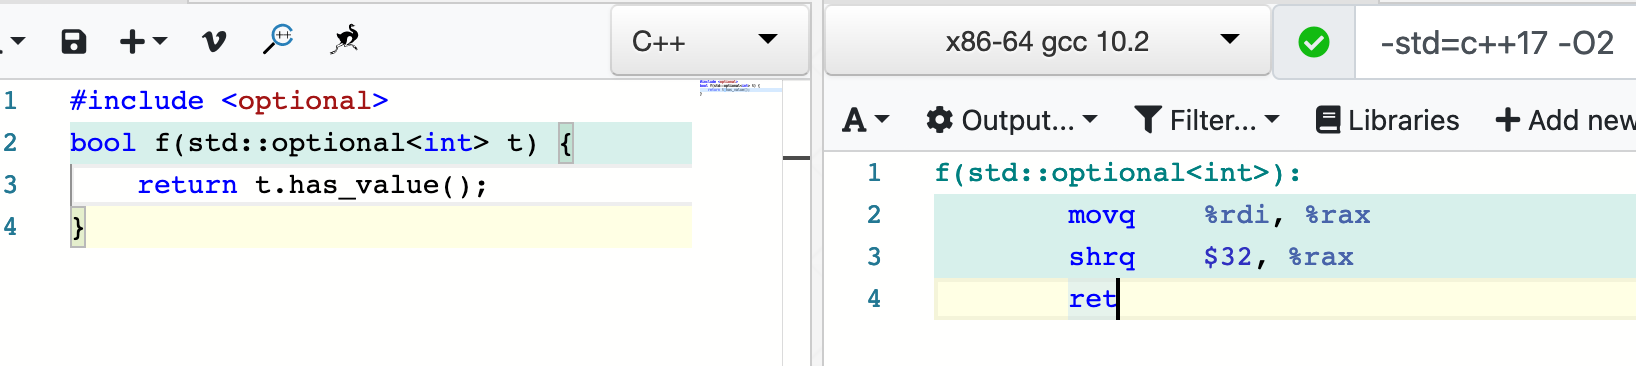 C++
x86-64 gcc 10.2
-std=c++17 -O2
A
Output...
Filter...
Libraries
Add new
1 #include <optional>
2 bool f(std::optional<int> t) {
3 return t.has_value();
4 }
1 f(std::optional<int>):
2 movq %rdi, %rax
3 shrq $32, %rax
4 ret